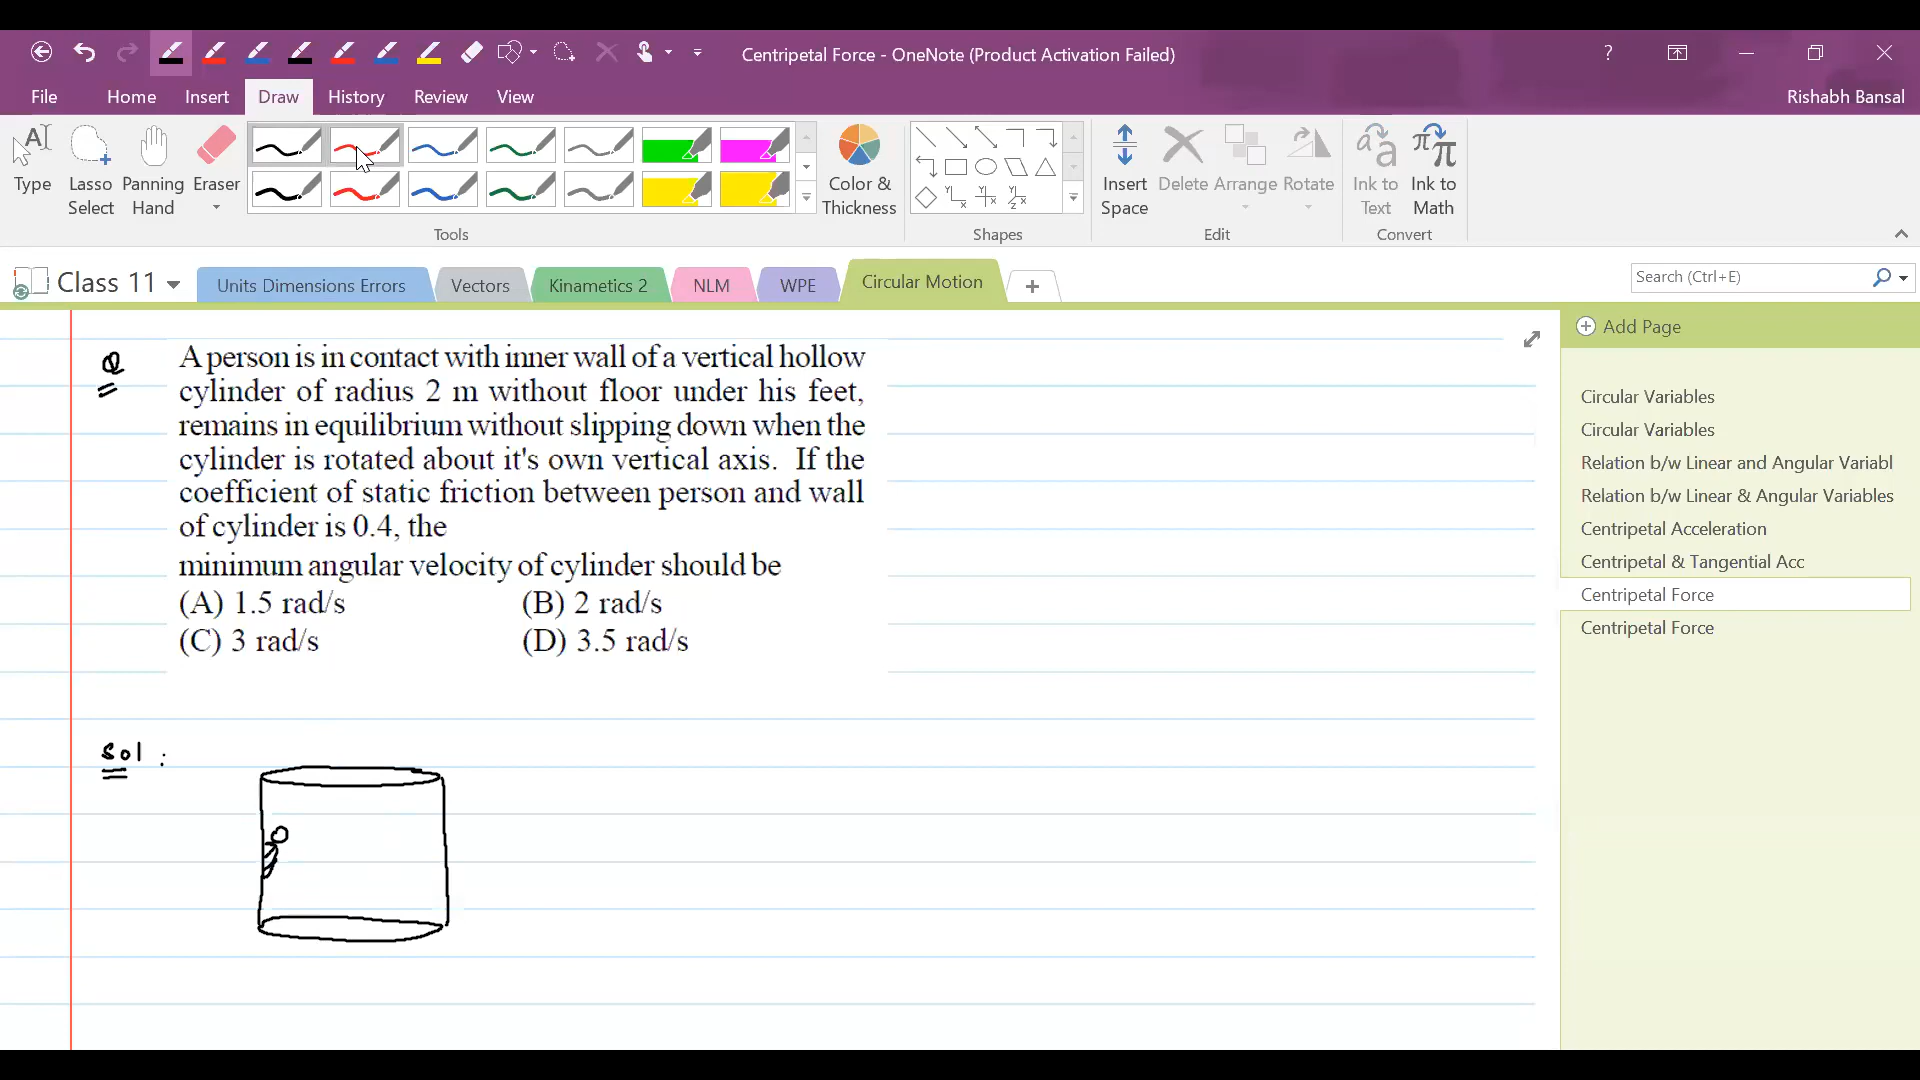 Centripetal Force - OneNote (Product Activation Failed)
?
File Home Insert Draw History Review View
Rishabh Bansal
Type
Lasso Select
Panning Hand
Eraser
Color & Thickness
Insert Space
Delete
Arrange
Rotate
Ink to Text
Ink to Math
Tools
Shapes
Edit
Convert
Class 11
Units Dimensions Errors
Vectors
Kinametics 2
NLM
WPE
Circular Motion
Search (Ctrl+E)
Add Page
Circular Variables
Circular Variables
Relation b/w Linear and Angular Variabl
Relation b/w Linear & Angular Variables
Centripetal Acceleration
Centripetal & Tangential Acc
Centripetal Force
Centripetal Force
Q
A person is in contact with inner wall of a vertical hollow
cylinder of radius 2 m without floor under his feet,
remains in equilibrium without slipping down when the
cylinder is rotated about it's own vertical axis. If the
coefficient of static friction between person and wall
of cylinder is 0.4, the
minimum angular velocity of cylinder should be
(A) 1.5 rad/s (B) 2 rad/s
(C) 3 rad/s (D) 3.5 rad/s
Sol :